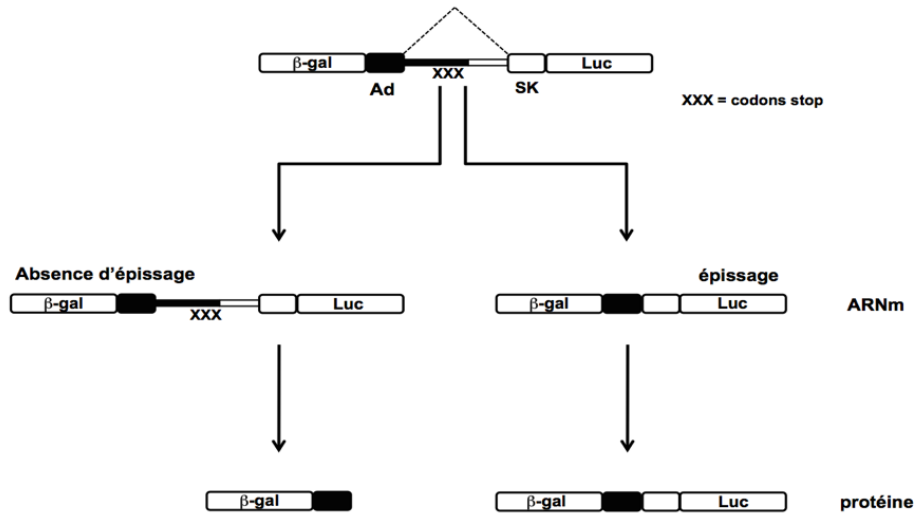 β-gal Luc
XXX
Ad SK
XXX = codons stop
Absence d'épissage
épissage
β-gal Luc β-gal Luc ARNm
XXX
β-gal β-gal Luc protéine